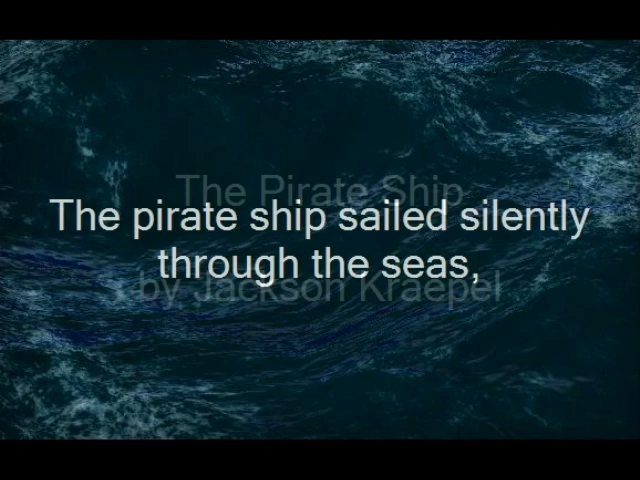 The Pirate Ship
The pirate ship sailed silently
through the seas,
by Jackson Kraepel